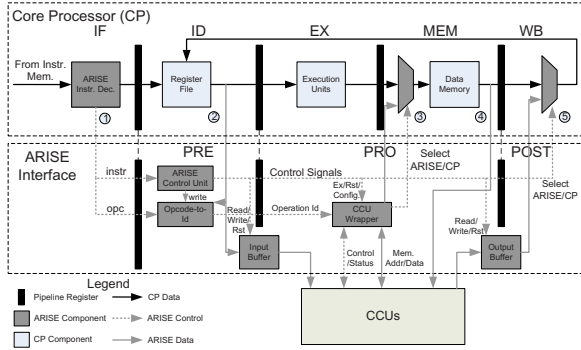 Core Processor (CP)
IF
ID
EX
MEM
WB
From Instr.
Mem.
ARISE
Instr. Dec.
Register
File
Execution
Units
Data
Memory
1
2
3
4
5
ARISE
Interface
PRE
PRO
POST
Select
ARISE/CP
Select
ARISE/CP
instr
ARISE
Control Unit
Control Signals
write
Ex/Rst/
Config.
opc
Opcode-to-
Id
Operation Id
CCU
Wrapper
Read/
Write/
Rst
Input
Buffer
Control
/Status
Mem.
Addr/Data
Read/
Write/Rst
Output
Buffer
Legend
Pipeline Register
CP Data
ARISE Component
ARISE Control
CP Component
ARISE Data
CCUs